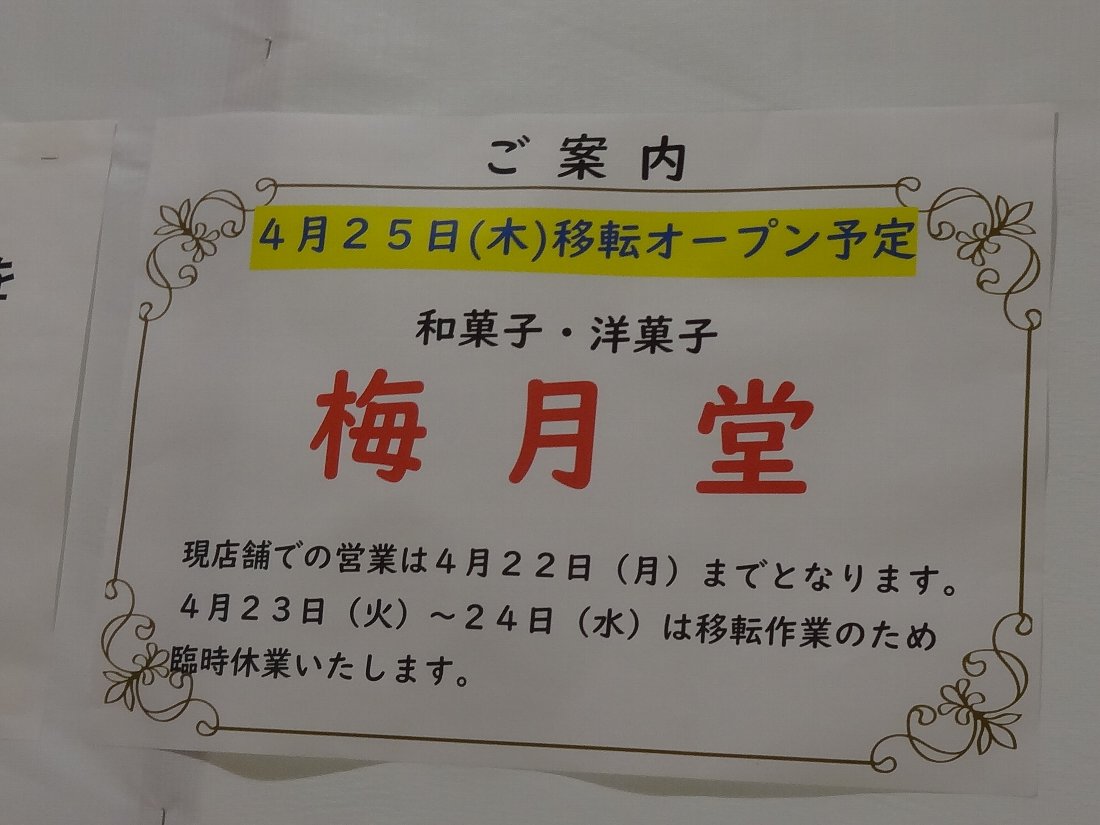 ご案内
4月25日(木)移転オープン予定
和菓子・洋菓子
梅月堂
現店舗での営業は4月22日（月）までとなります。
4月23日（火）～24日（水）は移転作業のため
臨時休業いたします。
を